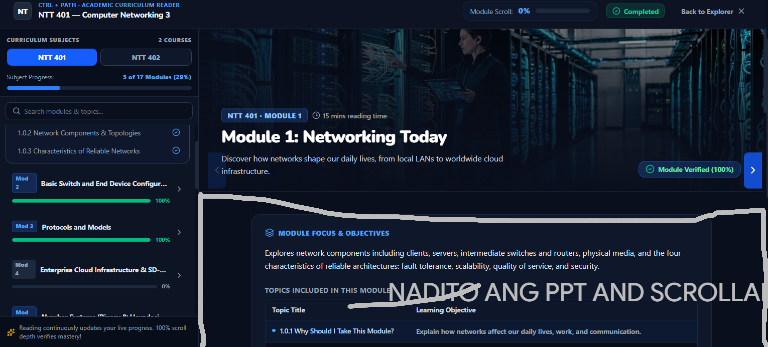 NT
CTRL + PATH · ACADEMIC CURRICULUM READER
NTT 401 — Computer Networking 3
Module Scroll: 0%
Completed
Back to Explorer ✕
CURRICULUM SUBJECTS
2 COURSES
NTT 401
NTT 402
Subject Progress:
5 of 17 Modules (29%)
Search modules & topics...
1.0.2 Network Components & Topologies
1.0.3 Characteristics of Reliable Networks
Mod 2
Basic Switch and End Device Configur...
100%
Mod 3
Protocols and Models
100%
Mod 4
Enterprise Cloud Infrastructure & SD-...
0%
Reading continuously updates your live progress. 100% scroll
depth verifies mastery!
NTT 401 · MODULE 1
15 mins reading time
Module 1: Networking Today
Discover how networks shape our daily lives, from local LANs to worldwide cloud
infrastructure.
Module Verified (100%)
MODULE FOCUS & OBJECTIVES
Explores network components including clients, servers, intermediate switches and routers, physical media, and the four
characteristics of reliable architectures: fault tolerance, scalability, quality of service, and security.
TOPICS INCLUDED IN THIS MODULE
NADITO ANG PPT AND SCROLLA
Topic Title
Learning Objective
1.0.1 Why Should I Take This Module?
Explain how networks affect our daily lives, work, and communication.